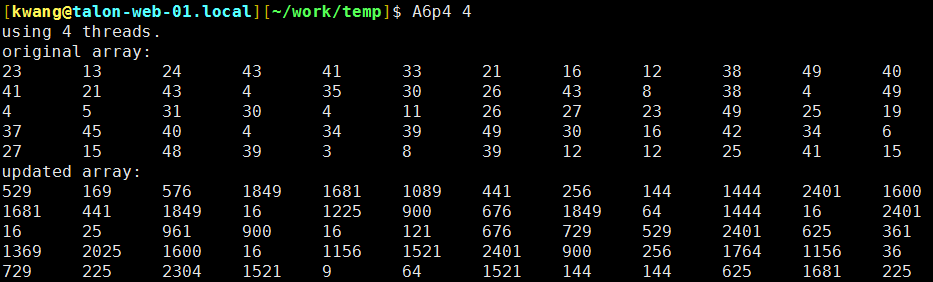 [kwang@talon-web-01.local][~/work/temp]$ A6p4 4
using 4 threads.
original array:
23 13 24 43 41 33 21 16 12 38 49 40
41 21 43 4 35 30 26 43 8 38 4 49
4 5 31 30 4 11 26 27 23 49 25 19
37 45 40 4 34 39 49 30 16 42 34 6
27 15 48 39 3 8 39 12 12 25 41 15
updated array:
529 169 576 1849 1681 1089 441 256 144 1444 2401 1600
1681 441 1849 16 1225 900 676 1849 64 1444 16 2401
16 25 961 900 16 121 676 729 529 2401 625 361
1369 2025 1600 16 1156 1521 2401 900 256 1764 1156 36
729 225 2304 1521 9 64 1521 144 144 625 1681 225